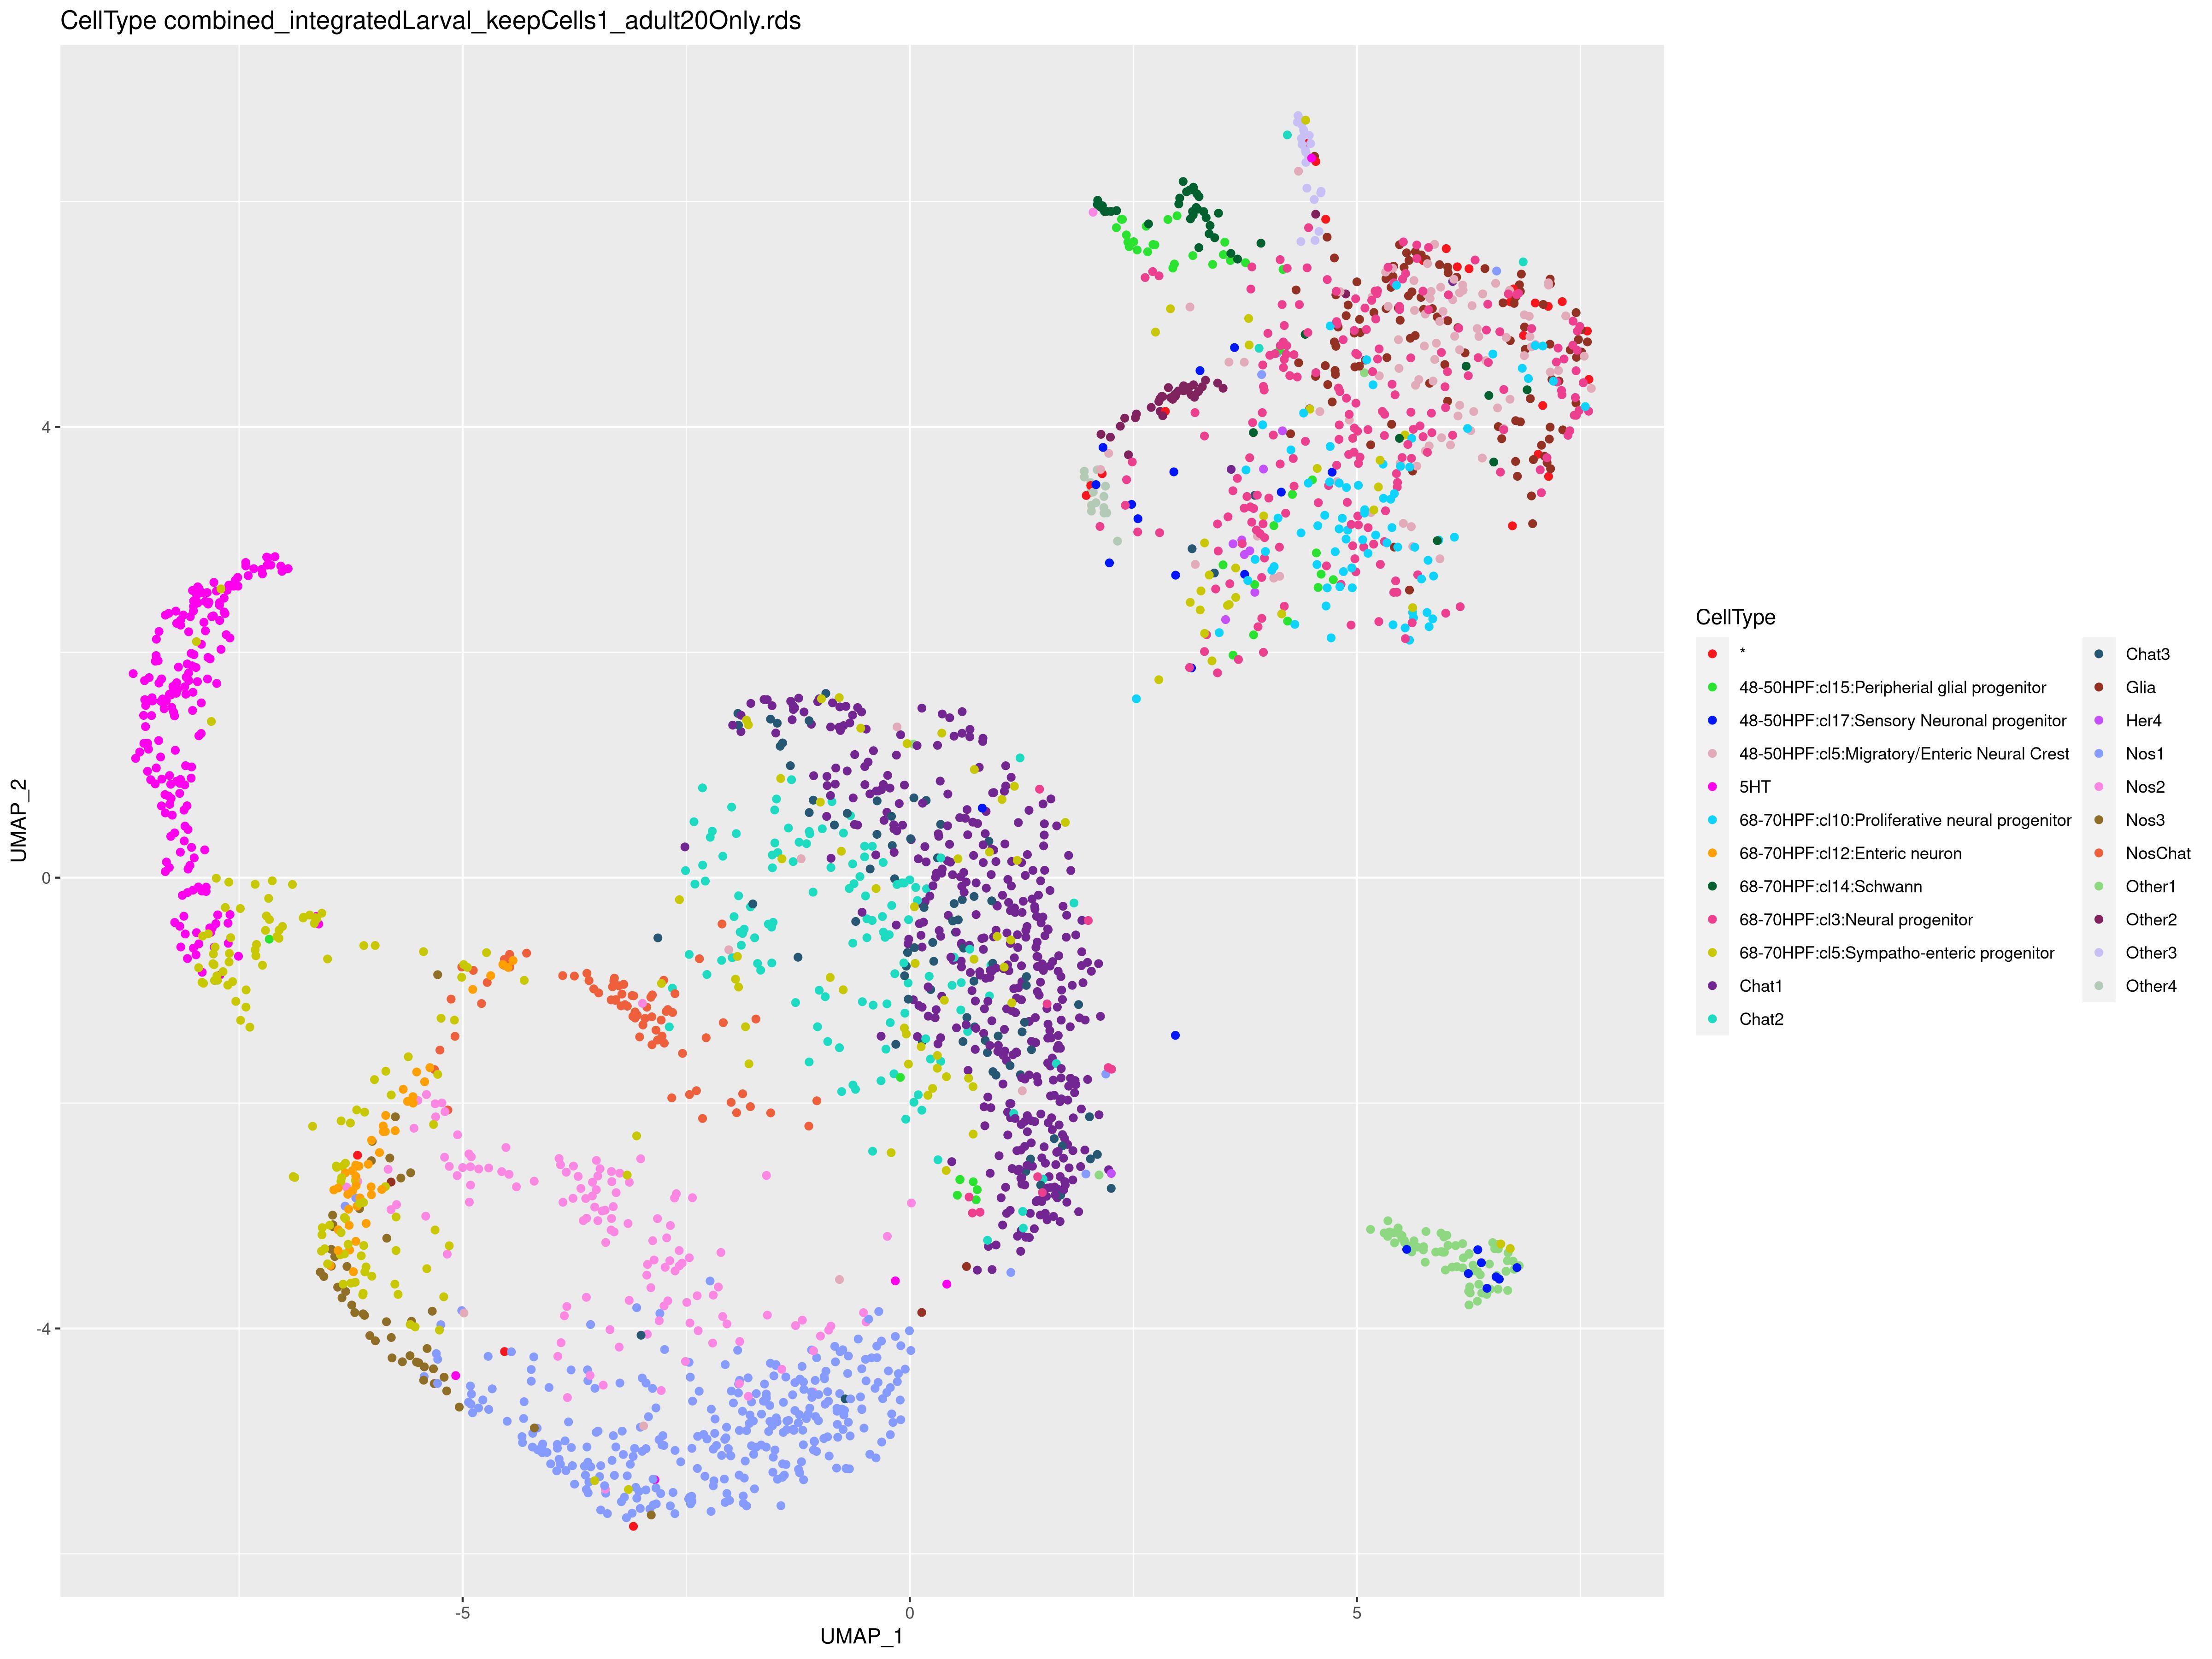 CellType combined_integratedLarval_keepCells1_adult20Only.rds
4
0
-4
-5
0
5
UMAP_1
UMAP_2
CellType
*
48-50HPF:cl15:Peripherial glial progenitor
48-50HPF:cl17:Sensory Neuronal progenitor
48-50HPF:cl5:Migratory/Enteric Neural Crest
5HT
68-70HPF:cl10:Proliferative neural progenitor
68-70HPF:cl12:Enteric neuron
68-70HPF:cl14:Schwann
68-70HPF:cl3:Neural progenitor
68-70HPF:cl5:Sympatho-enteric progenitor
Chat1
Chat2
Chat3
Glia
Her4
Nos1
Nos2
Nos3
NosChat
Other1
Other2
Other3
Other4